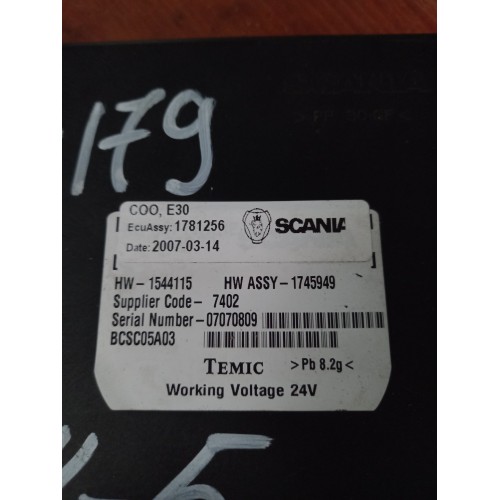 179
COO, E30
EcuAssy: 1781256
SCANIA
Date: 2007-03-14
HW-1544115 HW ASSY-1745949
Supplier Code- 7402
Serial Number-07070809
BCSC05A03
TEMIC >Pb 8.2g<
Working Voltage 24V